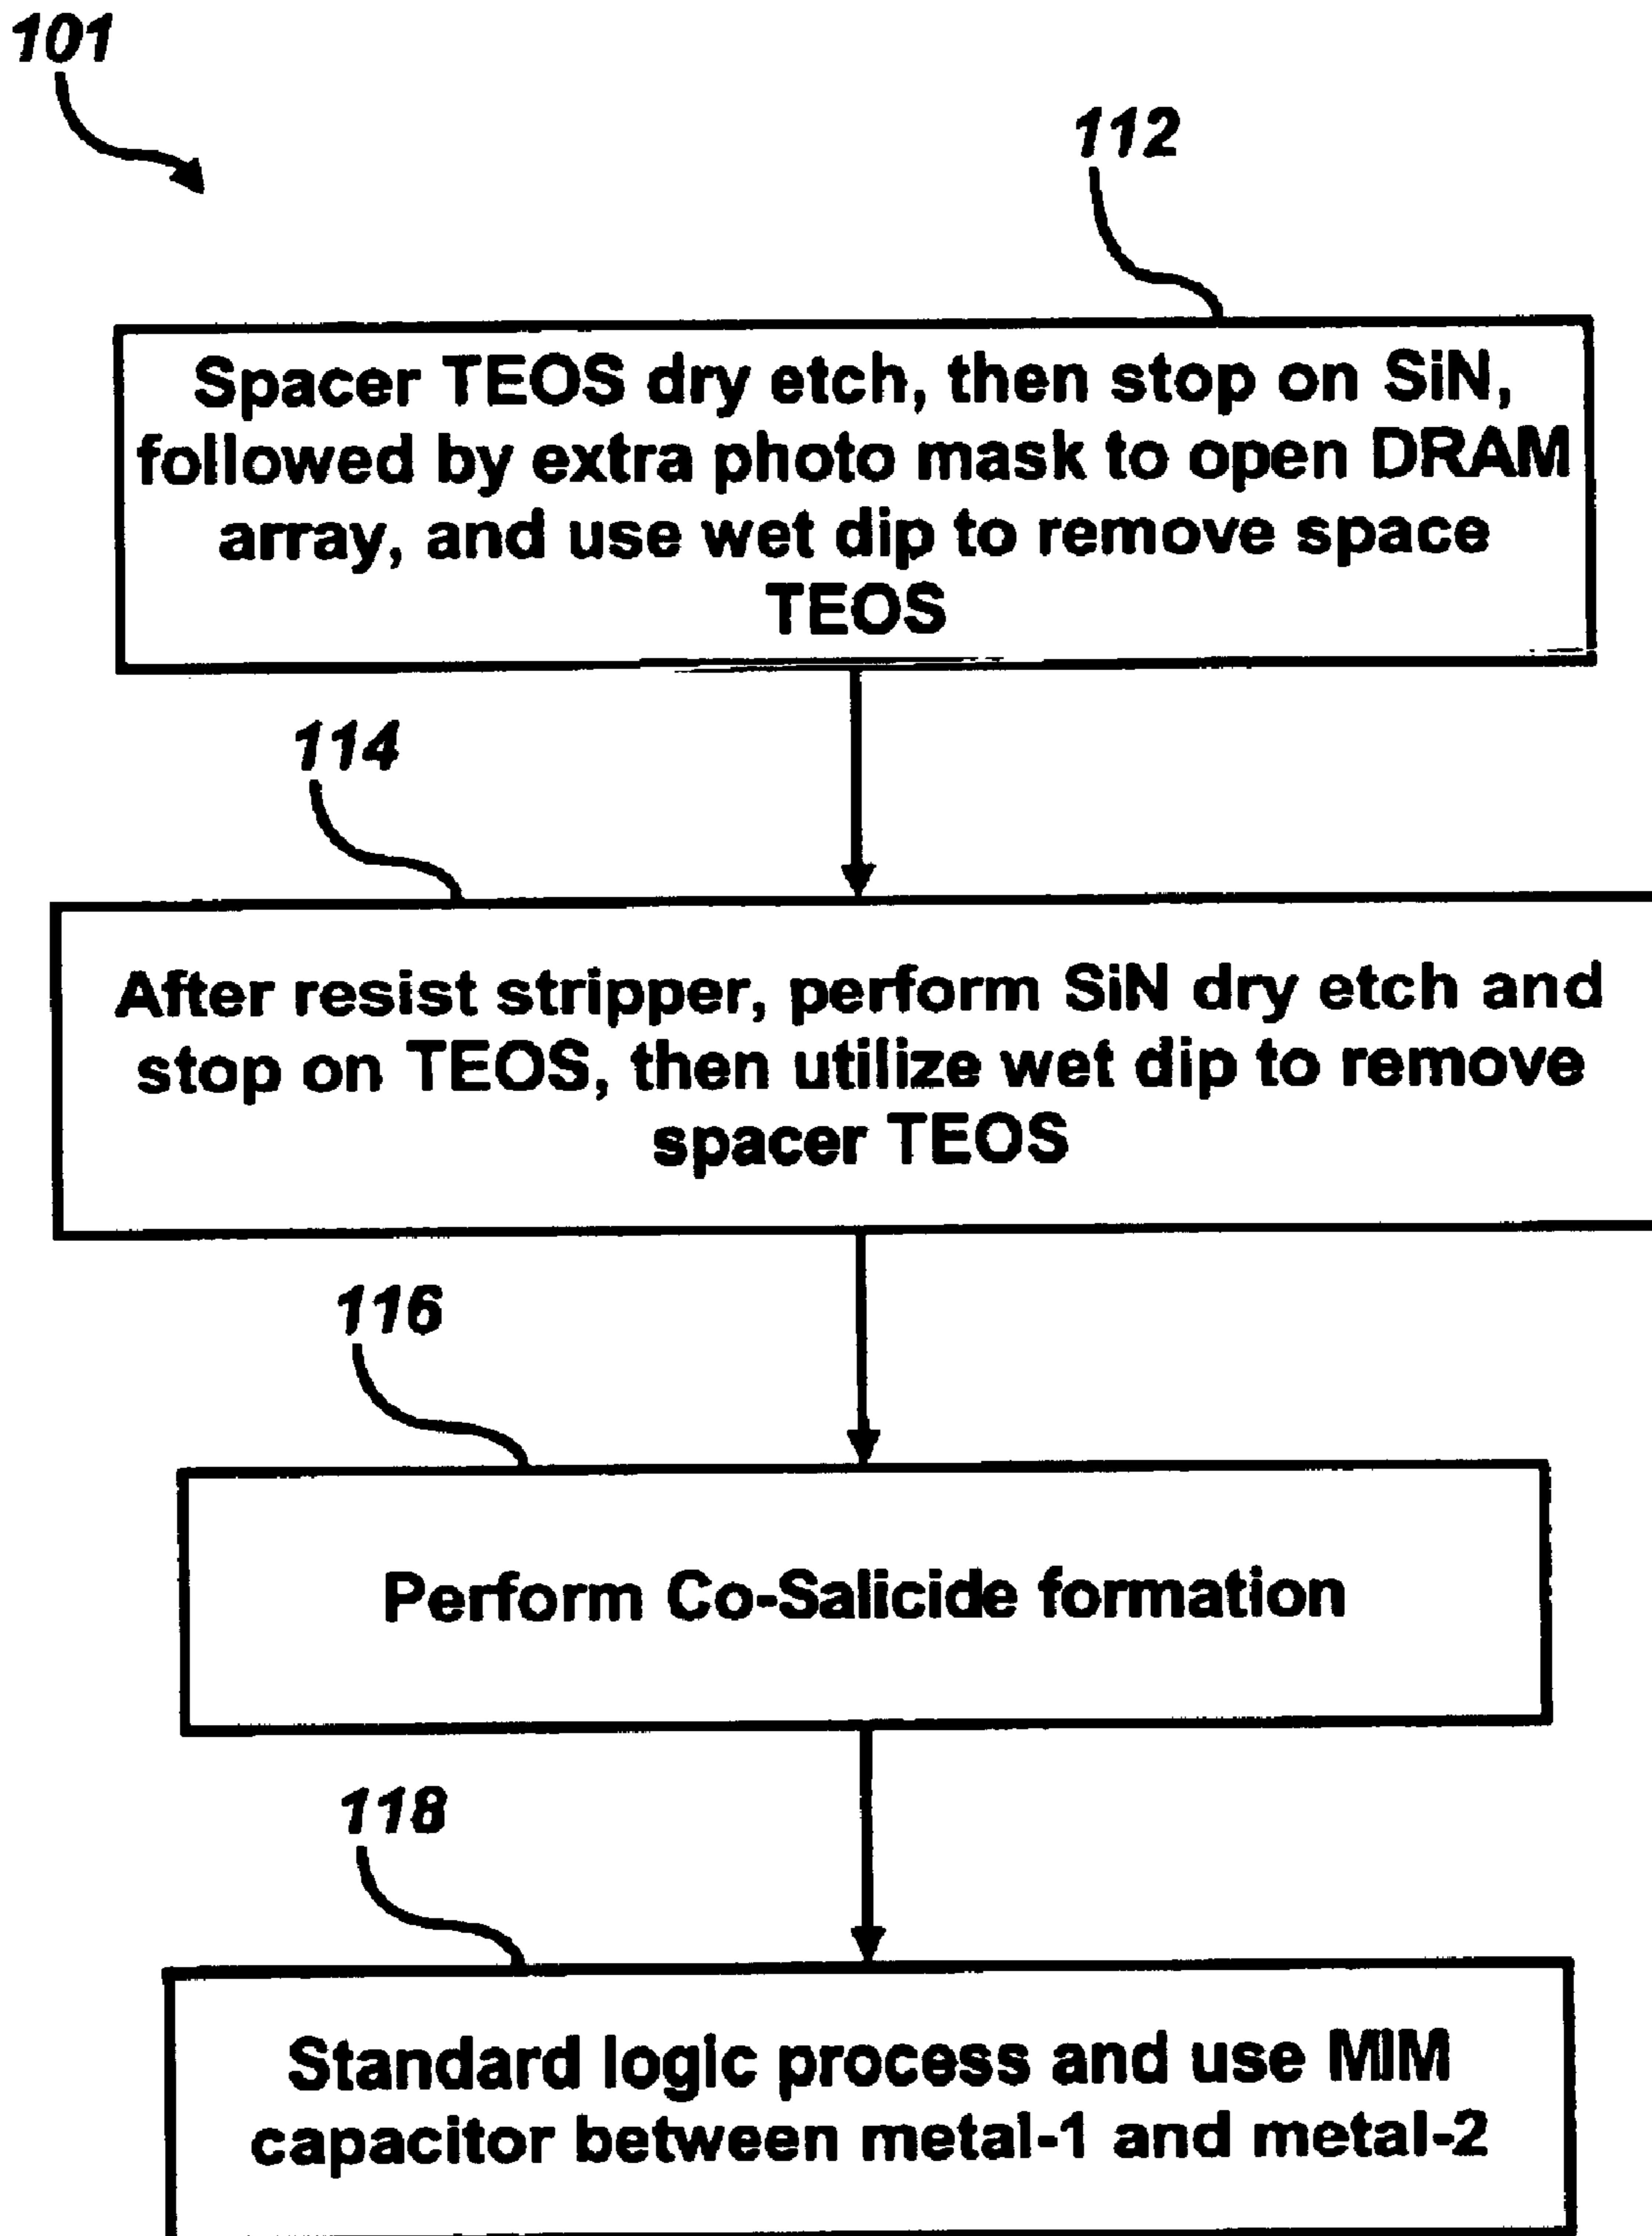 101
112
Spacer TEOS dry etch, then stop on SiN,
followed by extra photo mask to open DRAM
array, and use wet dip to remove space
TEOS
114
After resist stripper, perform SiN dry etch and
stop on TEOS, then utilize wet dip to remove
spacer TEOS
116
Perform Co-Salicide formation
118
Standard logic process and use MIM
capacitor between metal-1 and metal-2